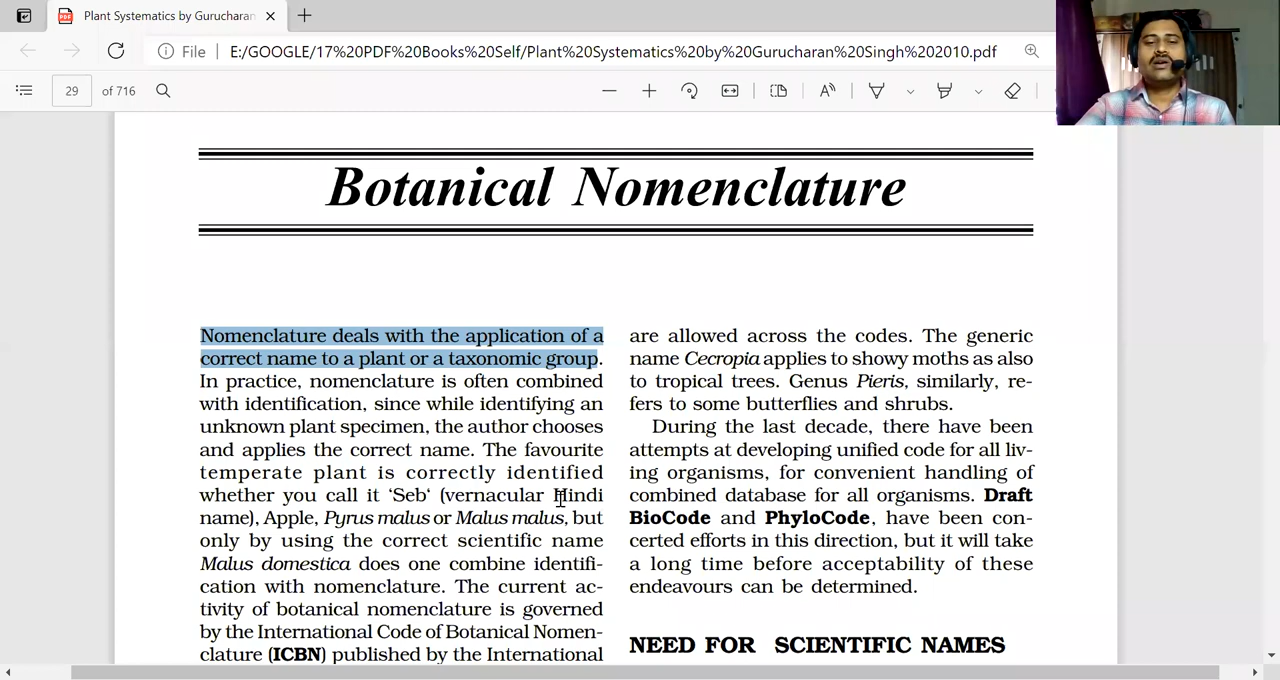 Plant Systematics by Gurucharan
File
E:/GOOGLE/17%20PDF%20Books%20Self/Plant%20Systematics%20by%20Gurucharan%20Singh%202010.pdf
29 of 716
Botanical Nomenclature
Nomenclature deals with the application of a
correct name to a plant or a taxonomic group.
In practice, nomenclature is often combined
with identification, since while identifying an
unknown plant specimen, the author chooses
and applies the correct name. The favourite
temperate plant is correctly identified
whether you call it ‘Seb‘ (vernacular Hindi
name), Apple, Pyrus malus or Malus malus, but
only by using the correct scientific name
Malus domestica does one combine identifi-
cation with nomenclature. The current ac-
tivity of botanical nomenclature is governed
by the International Code of Botanical Nomen-
clature (ICBN) published by the International
are allowed across the codes. The generic
name Cecropia applies to showy moths as also
to tropical trees. Genus Pieris, similarly, re-
fers to some butterflies and shrubs.
During the last decade, there have been
attempts at developing unified code for all liv-
ing organisms, for convenient handling of
combined database for all organisms. Draft
BioCode and PhyloCode, have been con-
certed efforts in this direction, but it will take
a long time before acceptability of these
endeavours can be determined.
NEED FOR SCIENTIFIC NAMES